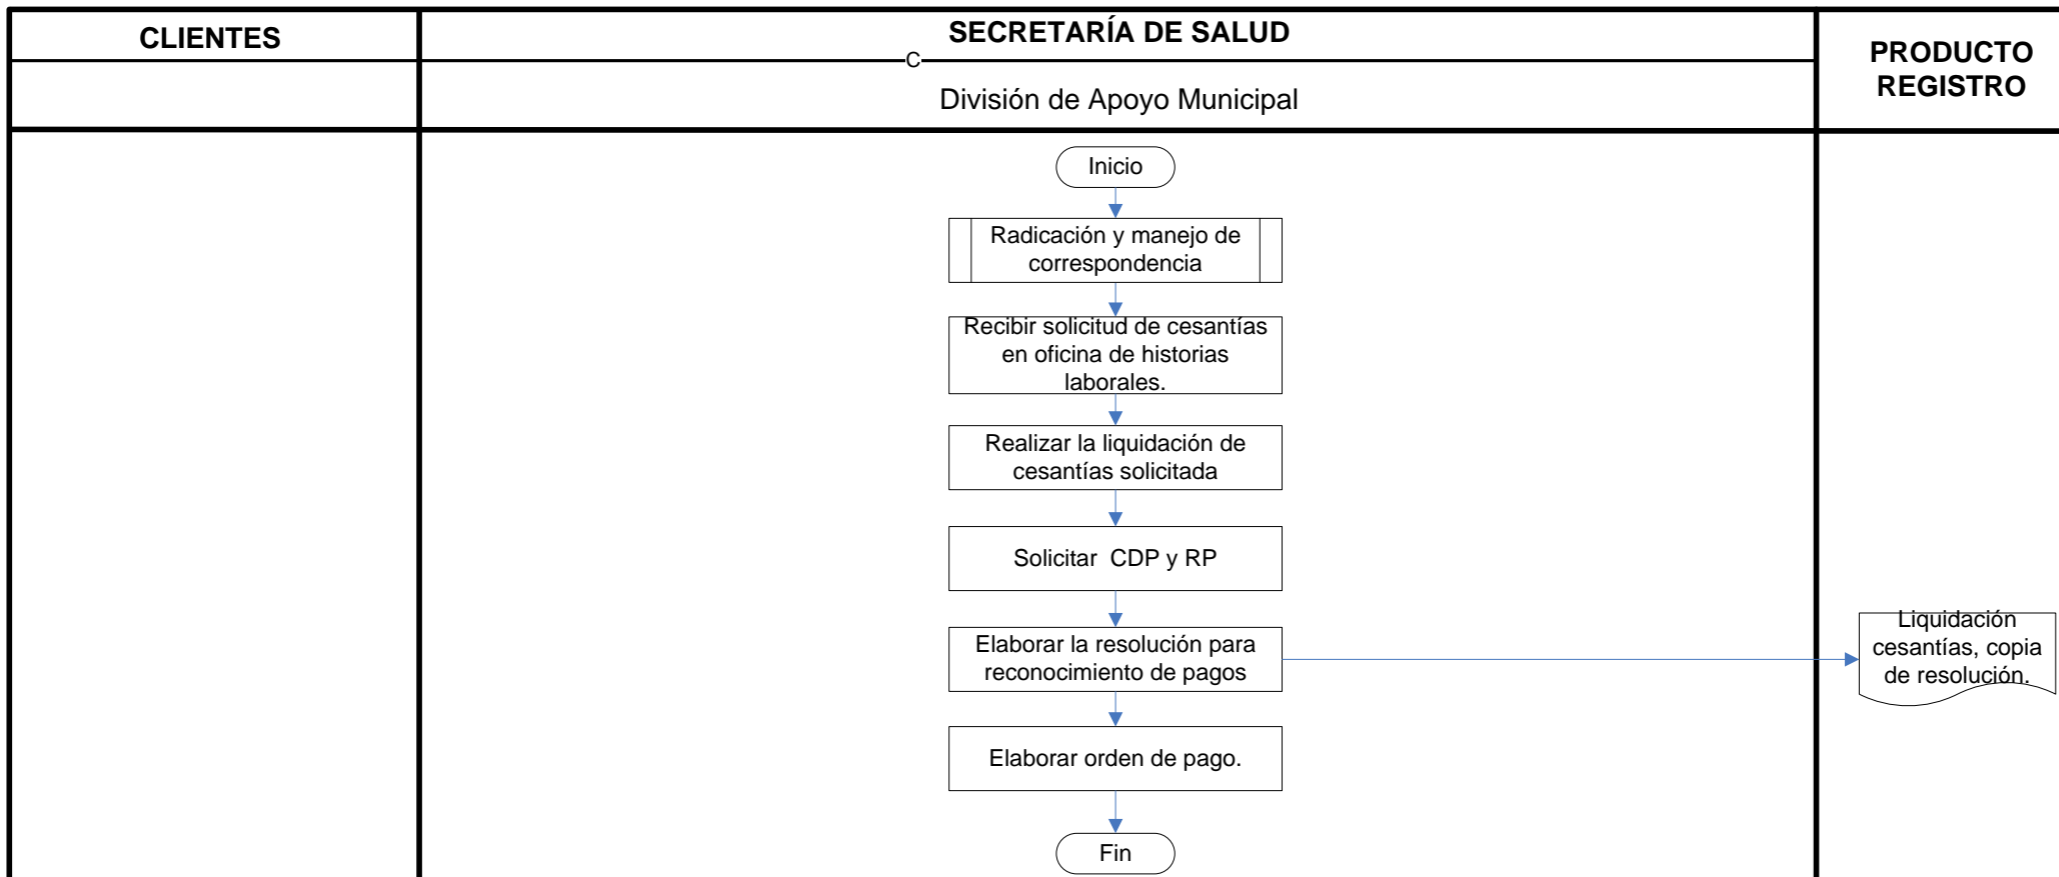 CLIENTES
SECRETARÍA DE SALUD
PRODUCTO
REGISTRO
C
División de Apoyo Municipal
Inicio
Radicación y manejo de
correspondencia
Recibir solicitud de cesantías
en oficina de historias
laborales.
Realizar la liquidación de
cesantías solicitada
Solicitar  CDP y RP
Elaborar la resolución para
reconocimiento de pagos
Liquidación
cesantías, copia
de resolución.
Elaborar orden de pago.
Fin